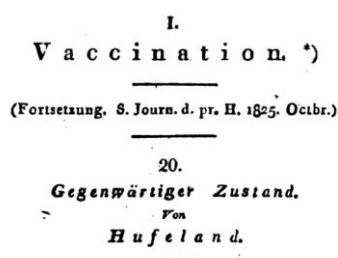 I.
Vaccination. *)
(Fortsetzung. S. Journ. d. pr. H. 1825. Octbr.)
20.
Gegenwärtiger Zustand.
Von
Hufeland.